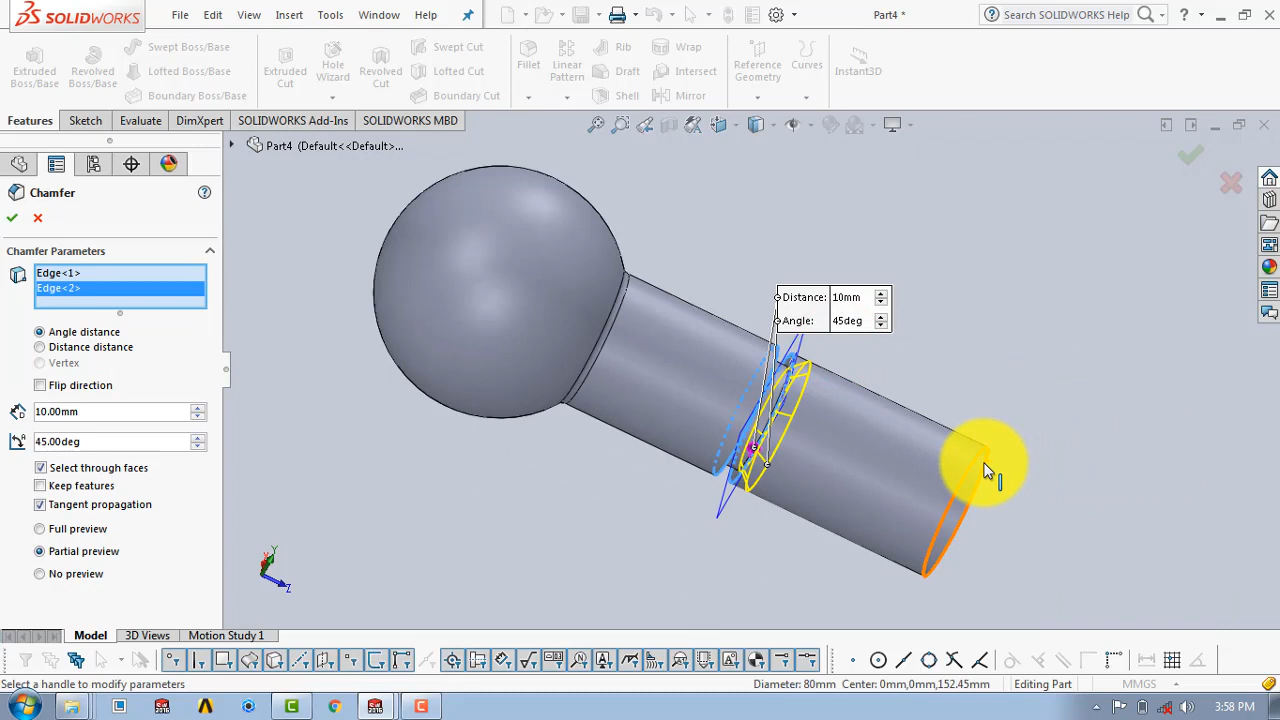 SOLIDWORKS File Edit View Insert Tools Window Help Part4 * Search SOLIDWORKS Help ?
Extruded Boss/Base
Revolved Boss/Base
Swept Boss/Base
Lofted Boss/Base
Boundary Boss/Base
Extruded Cut
Hole Wizard
Revolved Cut
Swept Cut
Lofted Cut
Boundary Cut
Fillet
Linear Pattern
Rib
Draft
Shell
Wrap
Intersect
Mirror
Reference Geometry
Curves
Instant3D
Features Sketch Evaluate DimXpert SOLIDWORKS Add-Ins SOLIDWORKS MBD
Part4 (Default<<Default>...
Chamfer
Chamfer Parameters
Edge<1>
Edge<2>
Angle distance
Distance distance
Vertex
Flip direction
10.00mm
45.00deg
Select through faces
Keep features
Tangent propagation
Full preview
Partial preview
No preview
Distance: 10mm
Angle: 45deg
Y
X
Z
Model 3D Views Motion Study 1
Select a handle to modify parameters Diameter: 80mm Center: 0mm,0mm,152.45mm Editing Part MMGS
3:58 PM